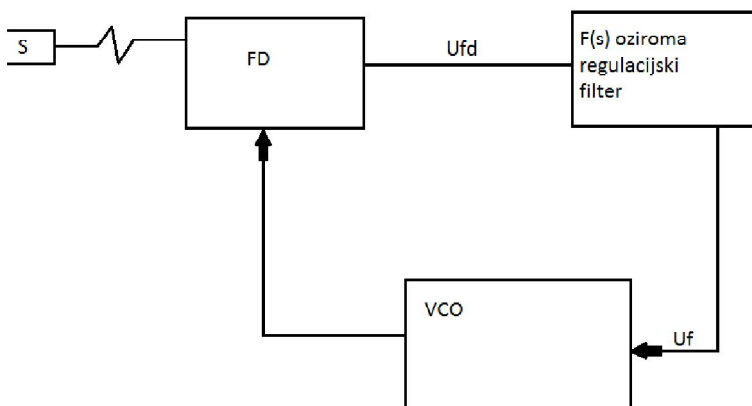 S
FD
Ufd
F(s) oziroma
regulacijski
filter
VCO
Uf